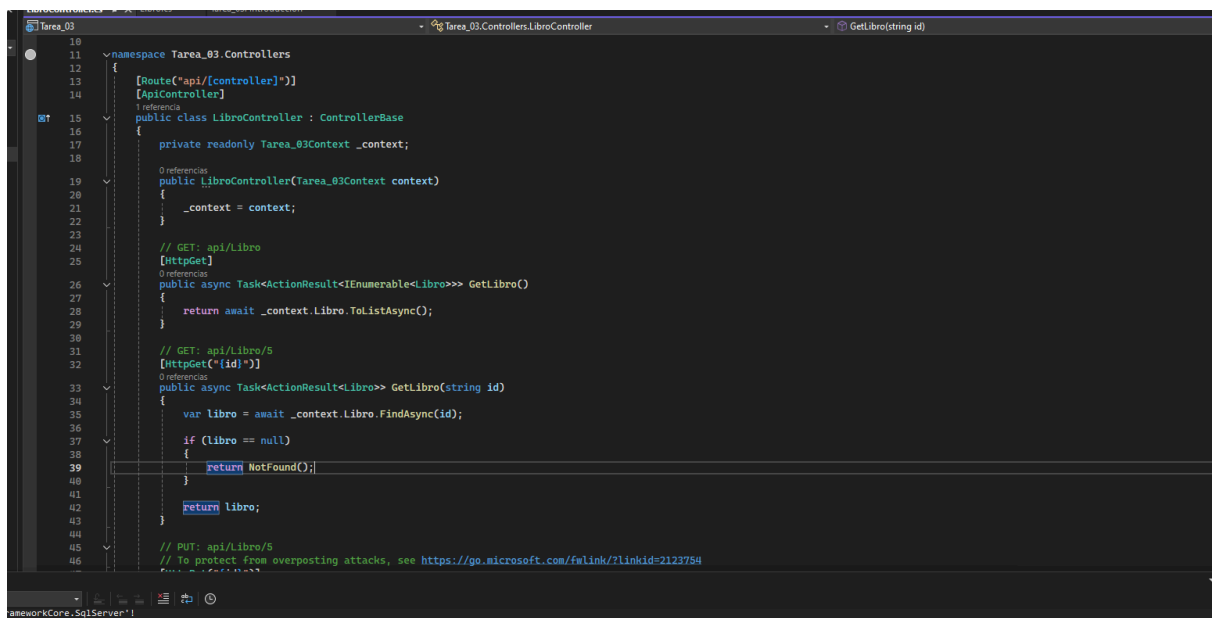 Tarea_03 Tarea_03.Controllers.LibroController GetLibro(string id)
10
11 namespace Tarea_03.Controllers
12 {
13 [Route("api/[controller]")]
14 [ApiController]
1 referencia
15 public class LibroController : ControllerBase
16 {
17 private readonly Tarea_03Context _context;
18
0 referencias
19 public LibroController(Tarea_03Context context)
20 {
21 _context = context;
22 }
23
24 // GET: api/Libro
25 [HttpGet]
0 referencias
26 public async Task<ActionResult<IEnumerable<Libro>>> GetLibro()
27 {
28 return await _context.Libro.ToListAsync();
29 }
30
31 // GET: api/Libro/5
32 [HttpGet("{id}")]
0 referencias
33 public async Task<ActionResult<Libro>> GetLibro(string id)
34 {
35 var libro = await _context.Libro.FindAsync(id);
36
37 if (libro == null)
38 {
39 return NotFound();
40 }
41
42 return libro;
43 }
44
45 // PUT: api/Libro/5
46 // To protect from overposting attacks, see https://go.microsoft.com/fwlink/?linkid=2123754
ameworkCore.SqlServer'!